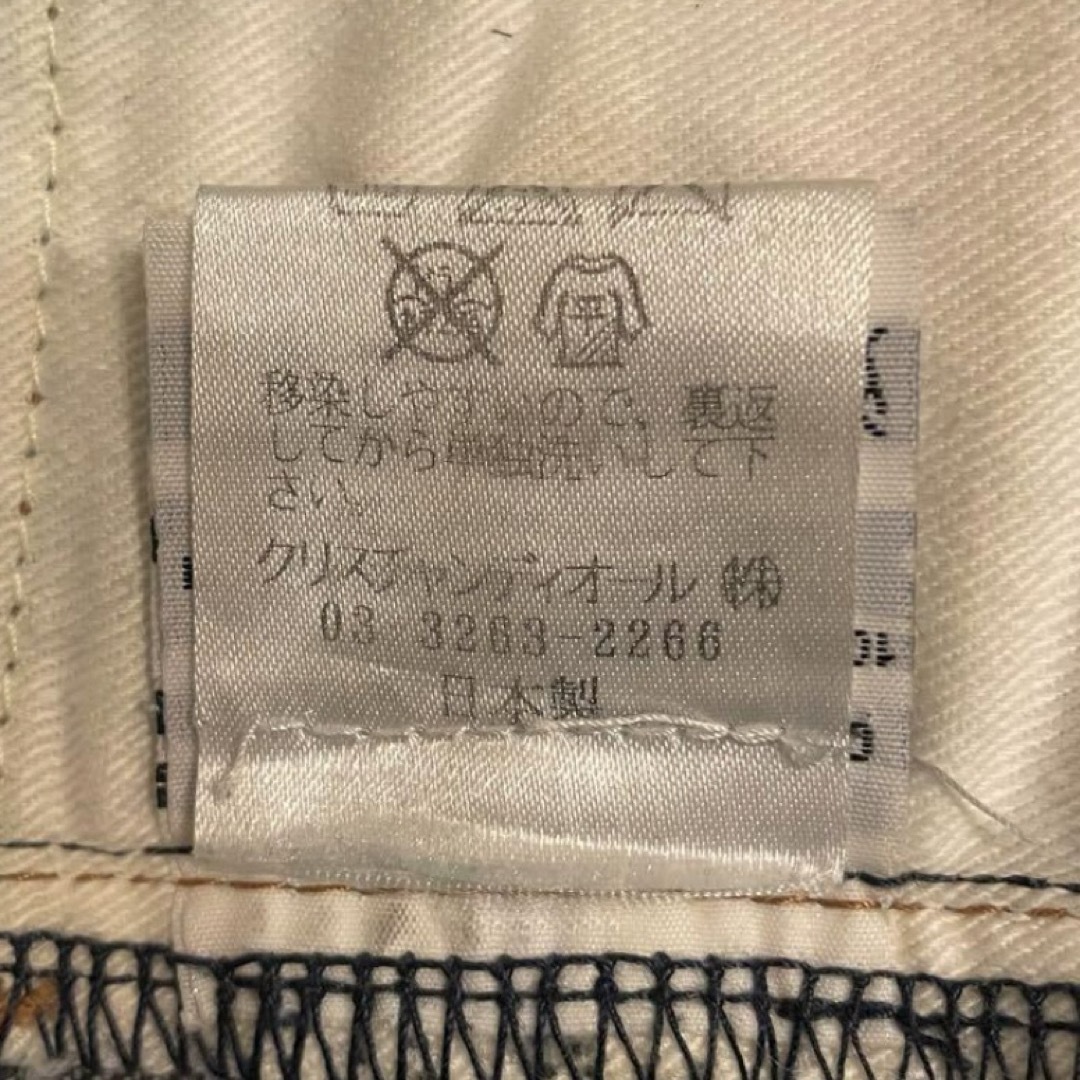 平
移染しやすいので、裏返
してから単独洗いして下
さい。
クリスチャンディオール㈱
03 3263-2266
日本製